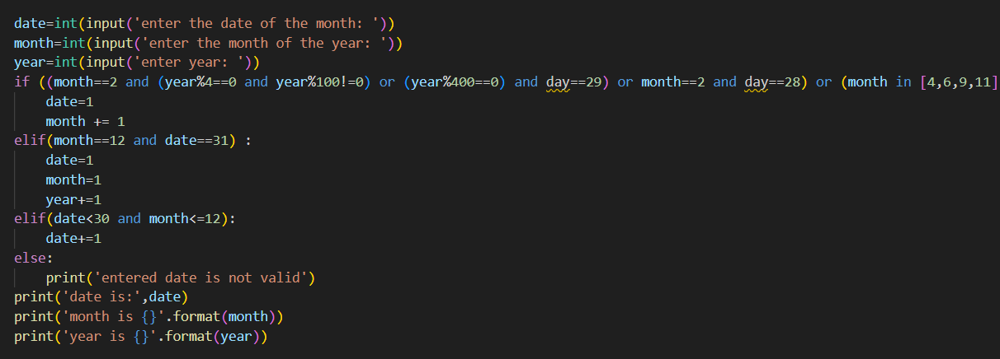 date=int(input('enter the date of the month: '))
month=int(input('enter the month of the year: '))
year=int(input('enter year: '))
if ((month==2 and (year%4==0 and year%100!=0) or (year%400==0) and day==29) or month==2 and day==28) or (month in [4,6,9,11]
    date=1
    month += 1
elif(month==12 and date==31) :
    date=1
    month=1
    year+=1
elif(date<30 and month<=12):
    date+=1
else:
    print('entered date is not valid')
print('date is:',date)
print('month is {}'.format(month))
print('year is {}'.format(year))